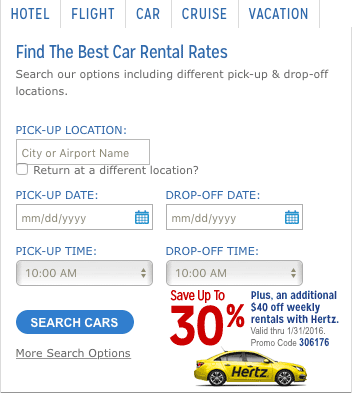 HOTEL FLIGHT CAR CRUISE VACATION
Find The Best Car Rental Rates
Search our options including different pick-up & drop-off
locations.
PICK-UP LOCATION:
City or Airport Name
Return at a different location?
PICK-UP DATE: DROP-OFF DATE:
mm/dd/yyyy mm/dd/yyyy
PICK-UP TIME: DROP-OFF TIME:
10:00 AM 10:00 AM
SEARCH CARS
More Search Options
Save Up To
30%
Plus, an additional
$40 off weekly
rentals with Hertz.
Valid thru 1/31/2016.
Promo Code 306176
Hertz